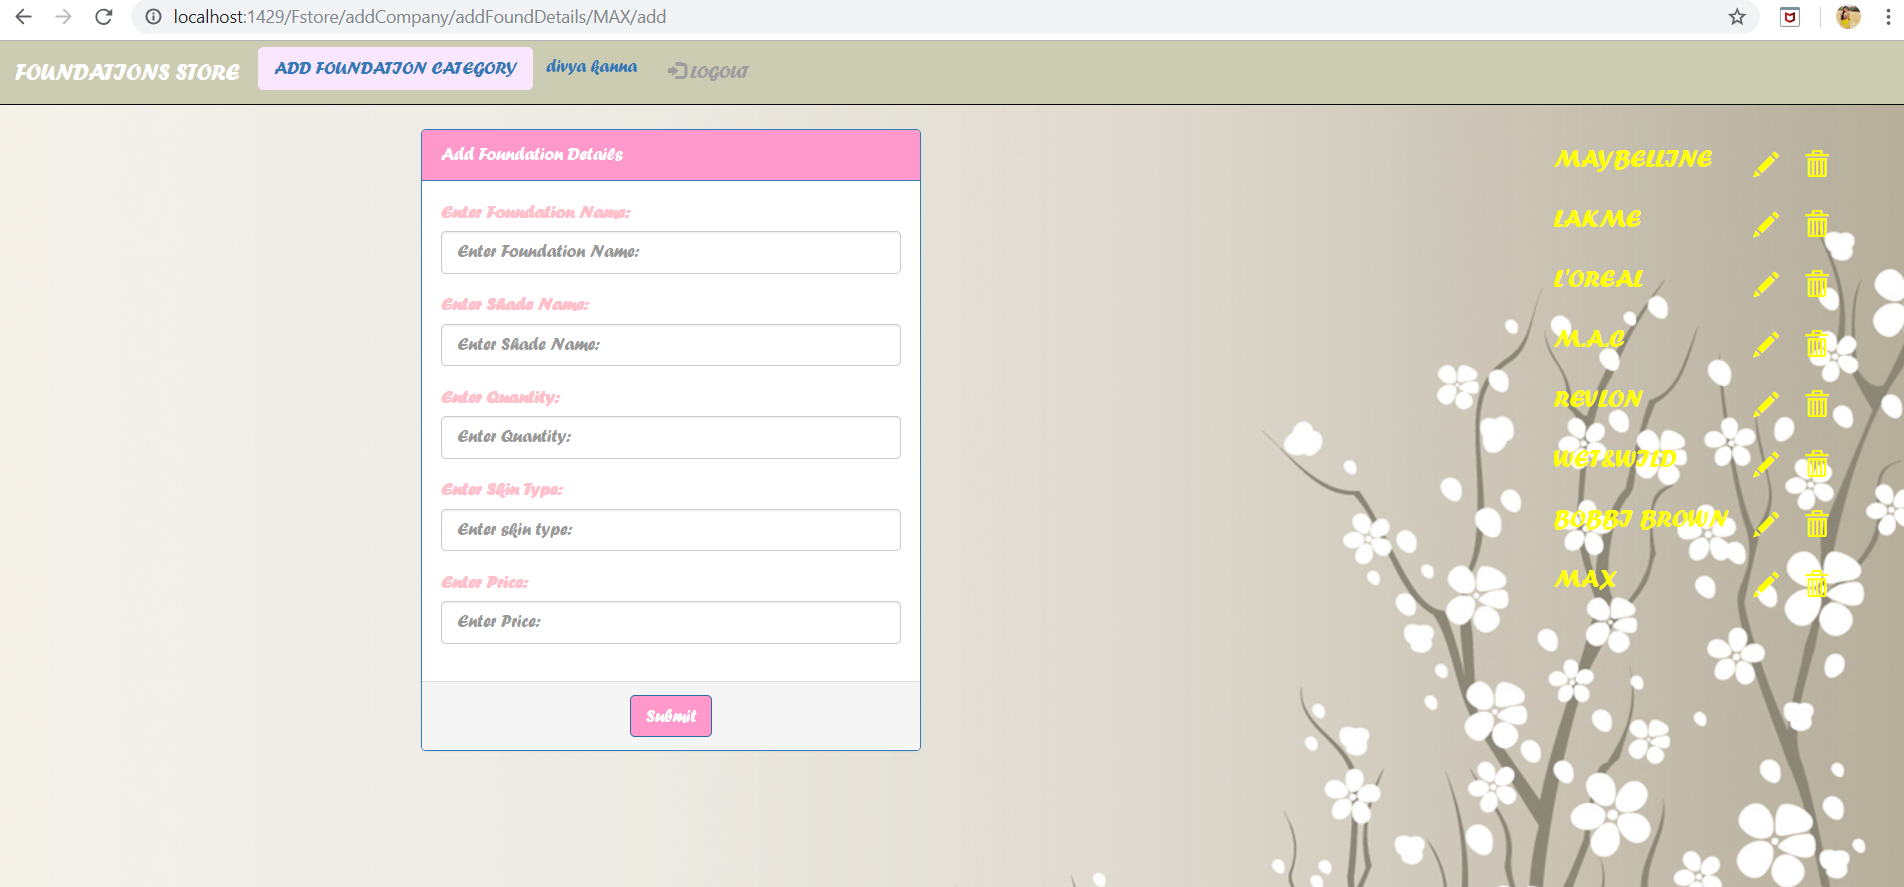 localhost:1429/Fstore/addCompany/addFoundDetails/MAX/add
FOUNDATIONS STORE ADD FOUNDATION CATEGORY divya kanna LOGOUT
Add Foundation Details
Enter Foundation Name:
Enter Foundation Name:
Enter Shade Name:
Enter Shade Name:
Enter Quantity:
Enter Quantity:
Enter Skin Type:
Enter skin type:
Enter Price:
Enter Price:
Submit
MAYBELLINE
LAKME
L'OREAL
M.A.C
REVLON
WET&WILD
BOBBI BROWN
MAX